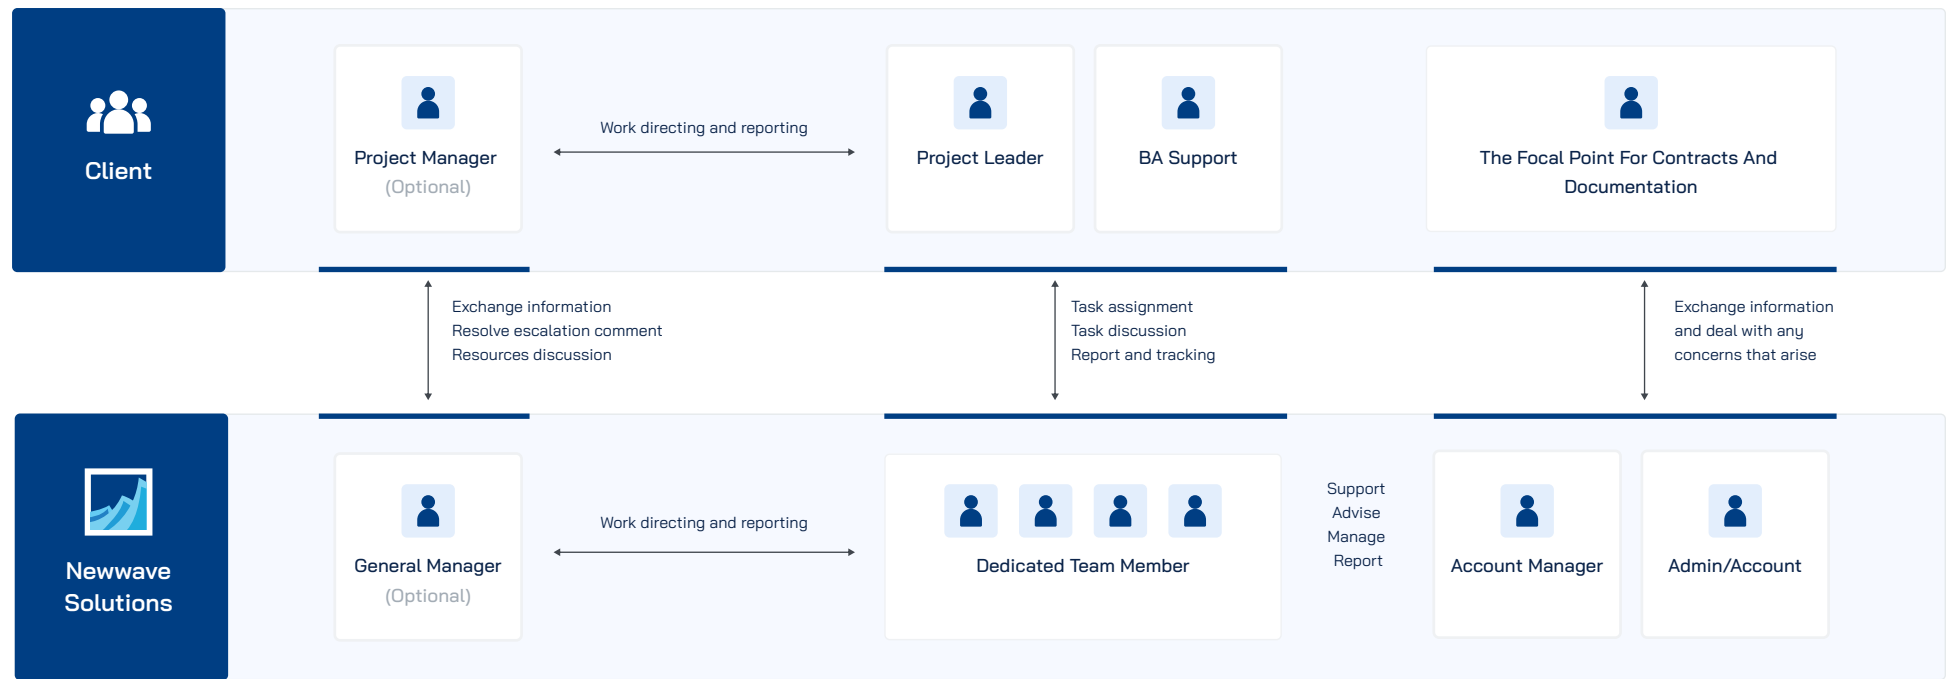 Client
Project Manager
(Optional)
Work directing and reporting
Project Leader
BA Support
The Focal Point For Contracts And
Documentation
Exchange information
Resolve escalation comment
Resources discussion
Task assignment
Task discussion
Report and tracking
Exchange information
and deal with any
concerns that arise
Newwave
Solutions
General Manager
(Optional)
Work directing and reporting
Dedicated Team Member
Support
Advise
Manage
Report
Account Manager
Admin/Account